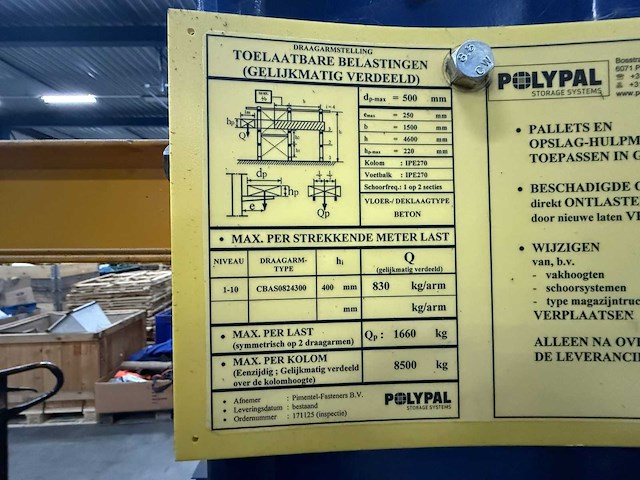 DRAAGARMSTELLING
TOELAATBARE BELASTINGEN
(GELIJKMATIG VERDEELD)
dp-max = 500 mm
emax = 250 mm
b = 1500 mm
h = 4600 mm
hp-max = 220 mm
Kolom : IPE270
Voetbalk : IPE270
Schoorfreq.: 1 op 2 secties
VLOER-/ DEKLAAGTYPE
BETON
hp
Q
dp
hp
e
Qp
• MAX. PER STREKKENDE METER LAST
NIVEAU DRAAGARM-TYPE hi Q (gelijkmatig verdeeld)
1-10 CBAS0824300 400 mm 830 kg/arm
mm kg/arm
• MAX. PER LAST
(symmetrisch op 2 draagarmen)
Qp : 1660 kg
• MAX. PER KOLOM
(Eenzijdig ; Gelijkmatig verdeeld
over de kolomhoogte)
8500 kg
• Afnemer : Pimentel-Fasteners B.V.
• Leveringsdatum : bestaand
• Ordernummer : 171125 (inspectie)
POLYPAL
STORAGE SYSTEMS
8.8
CW
POLYPAL
STORAGE SYSTEMS
6071 P
• PALLETS EN
OPSLAG-HULPM
TOEPASSEN IN G
• BESCHADIGDE
direkt ONTLASTE
door nieuwe laten
• WIJZIGEN
van, b.v.
- vakhoogten
- schoorsystemen
- type magazijntruc
VERPLAATSEN
ALLEEN NA OV
DE LEVERANCI